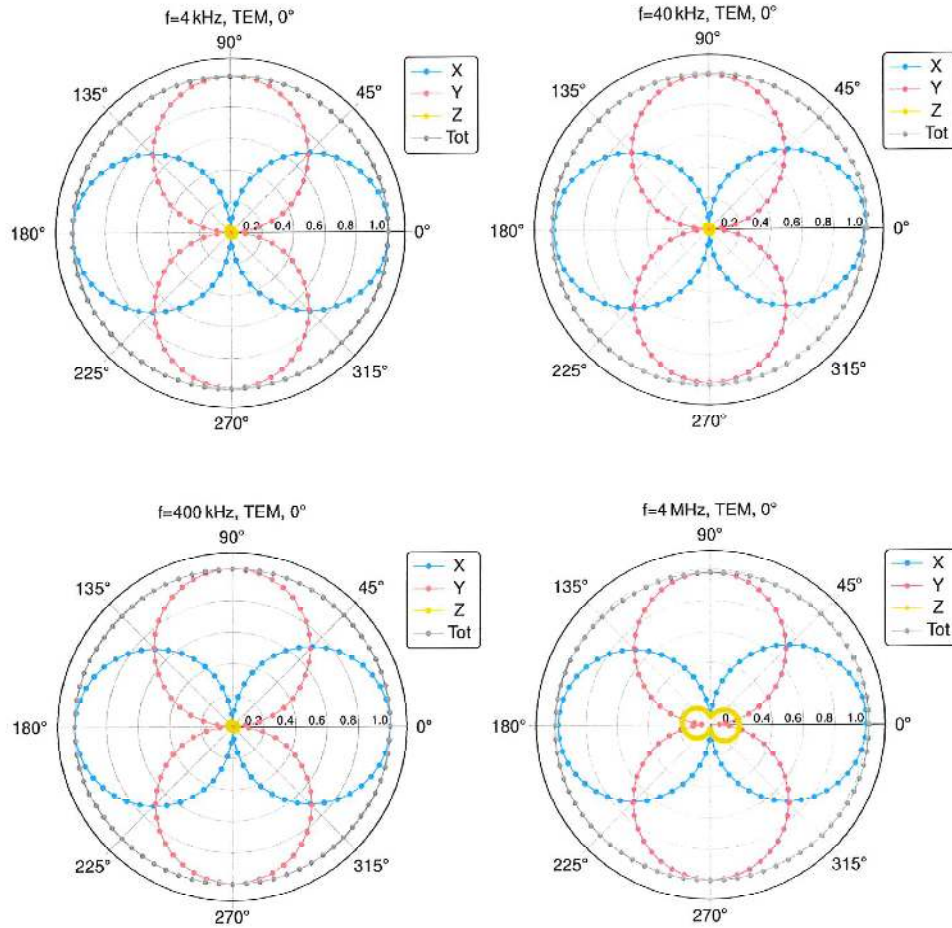 f=4 kHz, TEM, 0°
90°
135°
45°
180°
0.2 0.4 0.6 0.8 1.0
0°
225°
315°
270°
X
Y
Z
Tot
f=40 kHz, TEM, 0°
90°
135°
45°
180°
0.2 0.4 0.6 0.8 1.0
0°
225°
315°
270°
X
Y
Z
Tot
f=400 kHz, TEM, 0°
90°
135°
45°
180°
0.2 0.4 0.6 0.8 1.0
0°
225°
315°
270°
X
Y
Z
Tot
f=4 MHz, TEM, 0°
90°
135°
45°
180°
0.2 0.4 0.6 0.8 1.0
0°
225°
315°
270°
X
Y
Z
Tot